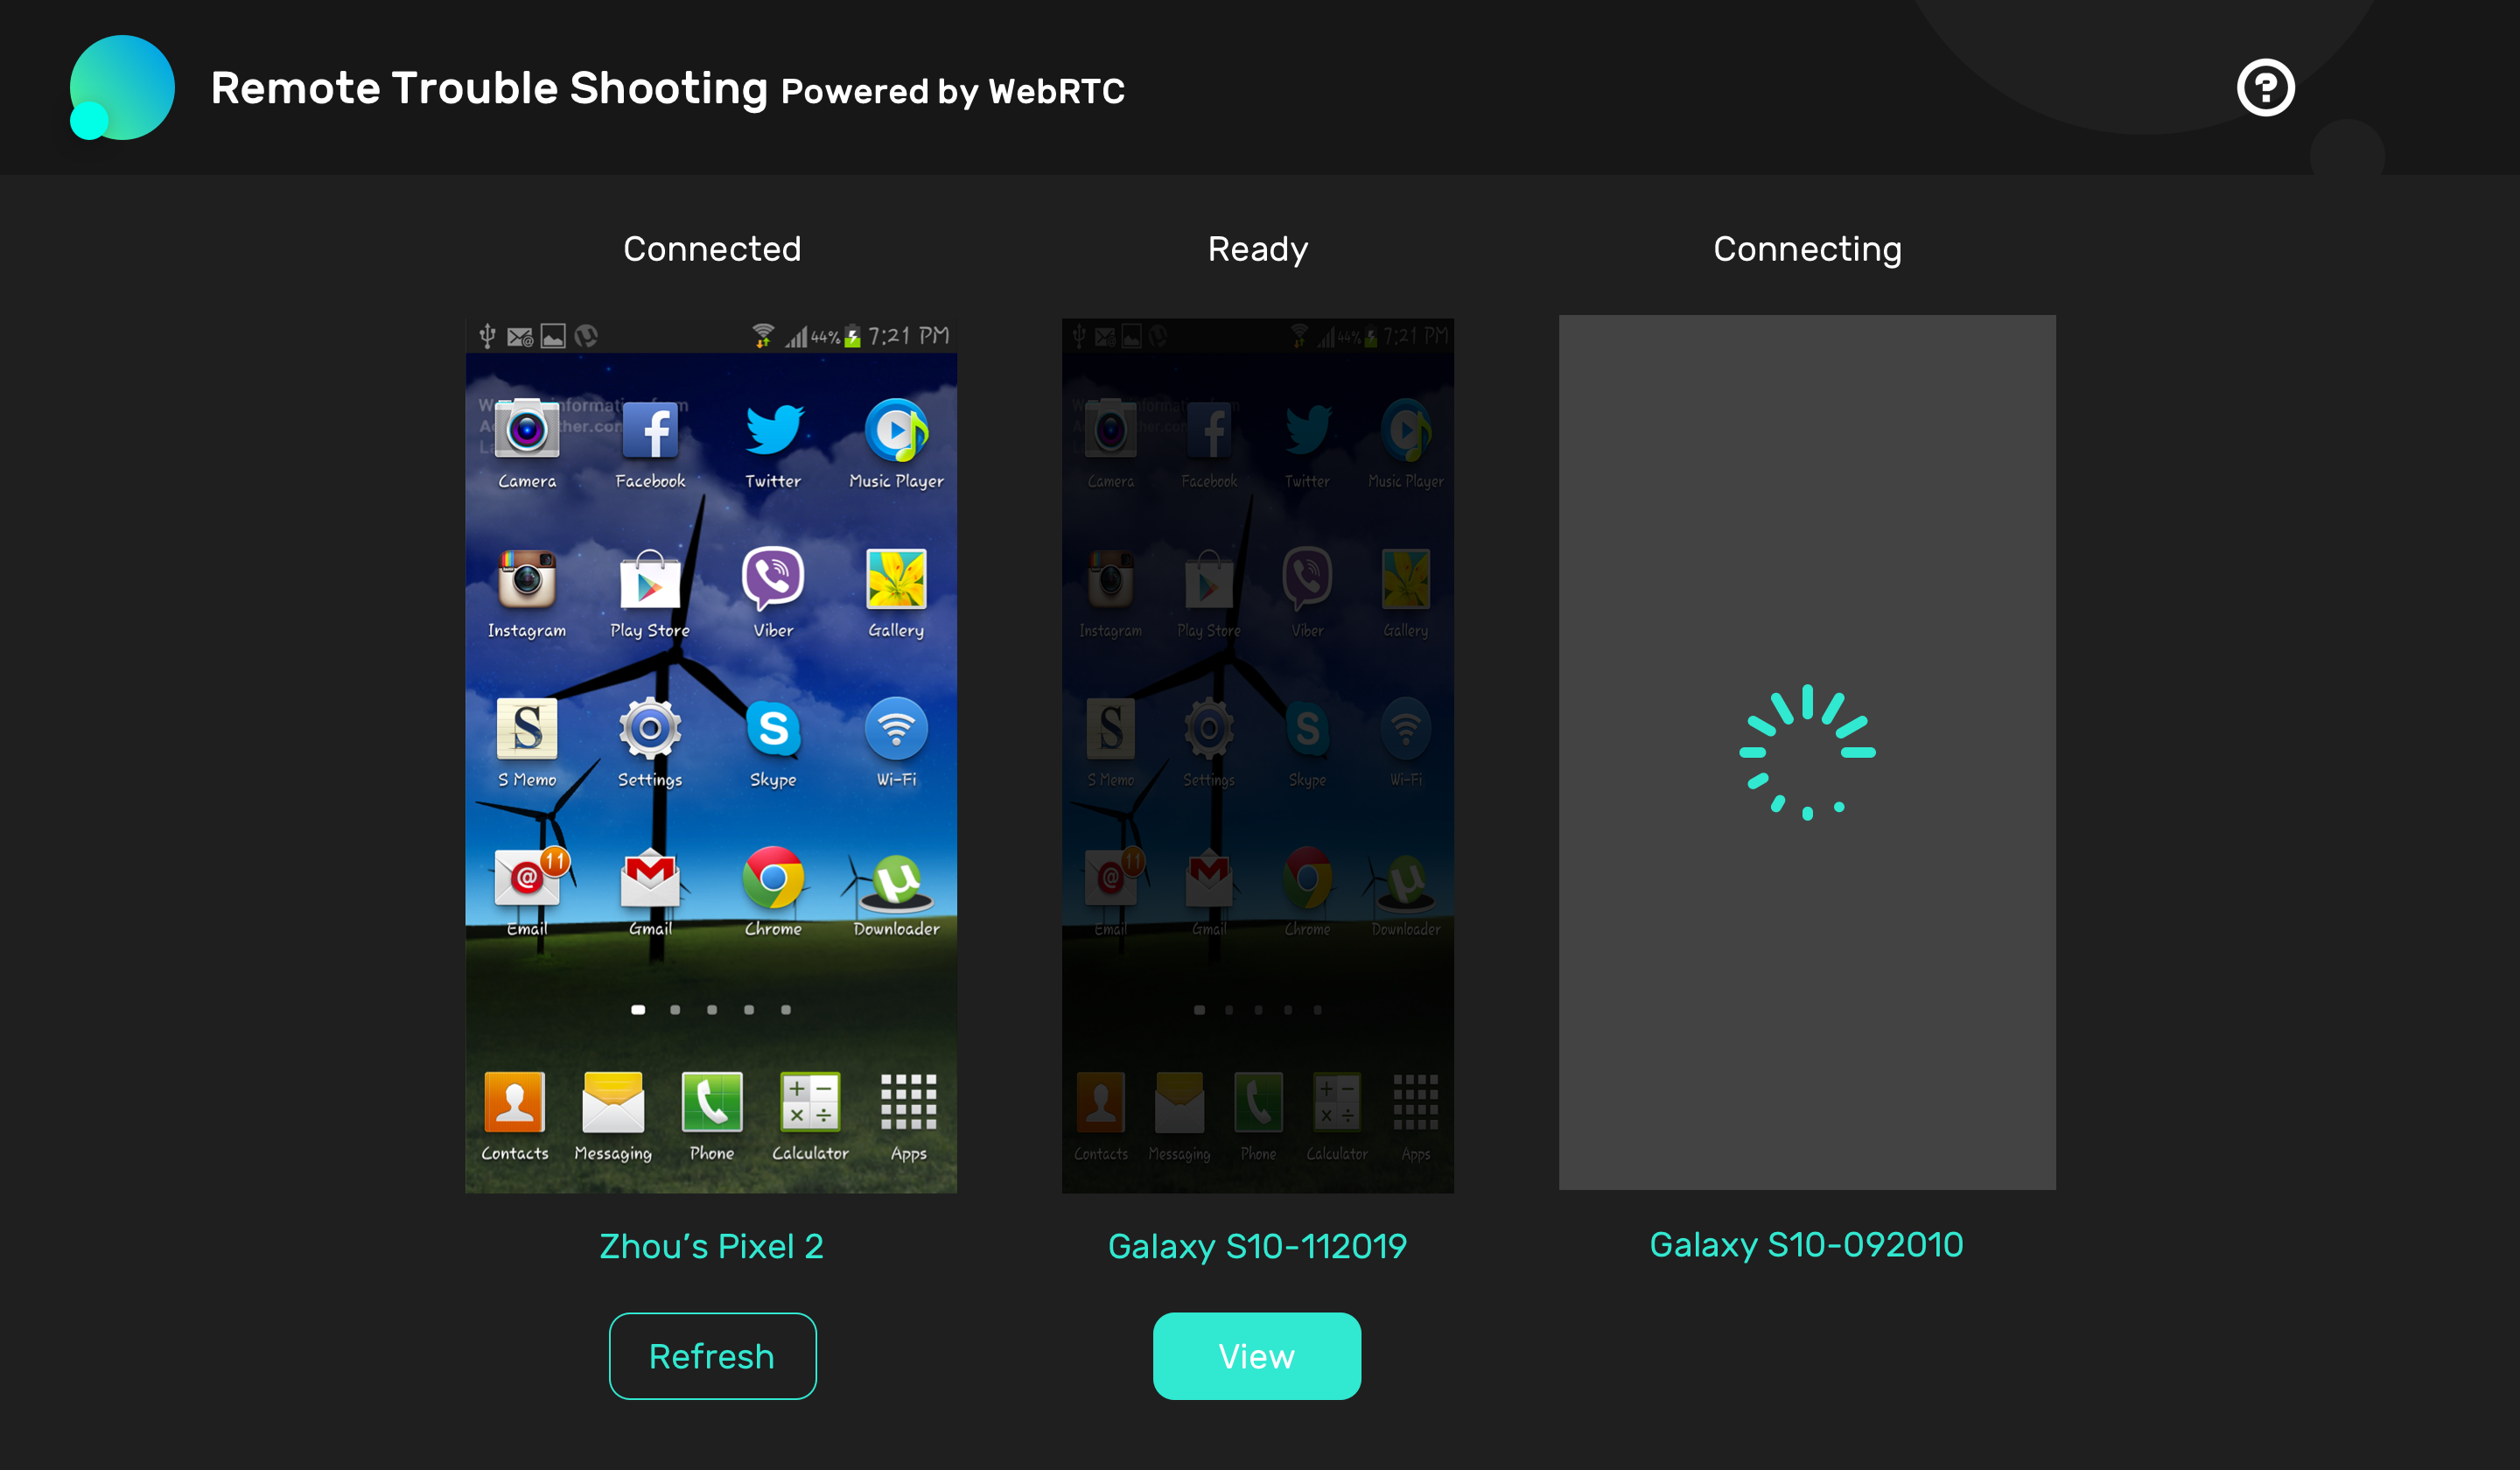 Remote Trouble Shooting Powered by WebRTC
Connected
44% 7:21 PM
Camera Facebook Twitter Music Player
Instagram Play Store Viber Gallery
S Memo Settings Skype Wi-Fi
11
Email Gmail Chrome Downloader
Contacts Messaging Phone Calculator Apps
Zhou's Pixel 2
Refresh
Ready
44% 7:21 PM
Camera Facebook Twitter Music Player
Instagram Play Store Viber Gallery
S Memo Settings Skype Wi-Fi
11
Email Gmail Chrome Downloader
Contacts Messaging Phone Calculator Apps
Galaxy S10-112019
View
Connecting
Galaxy S10-092010